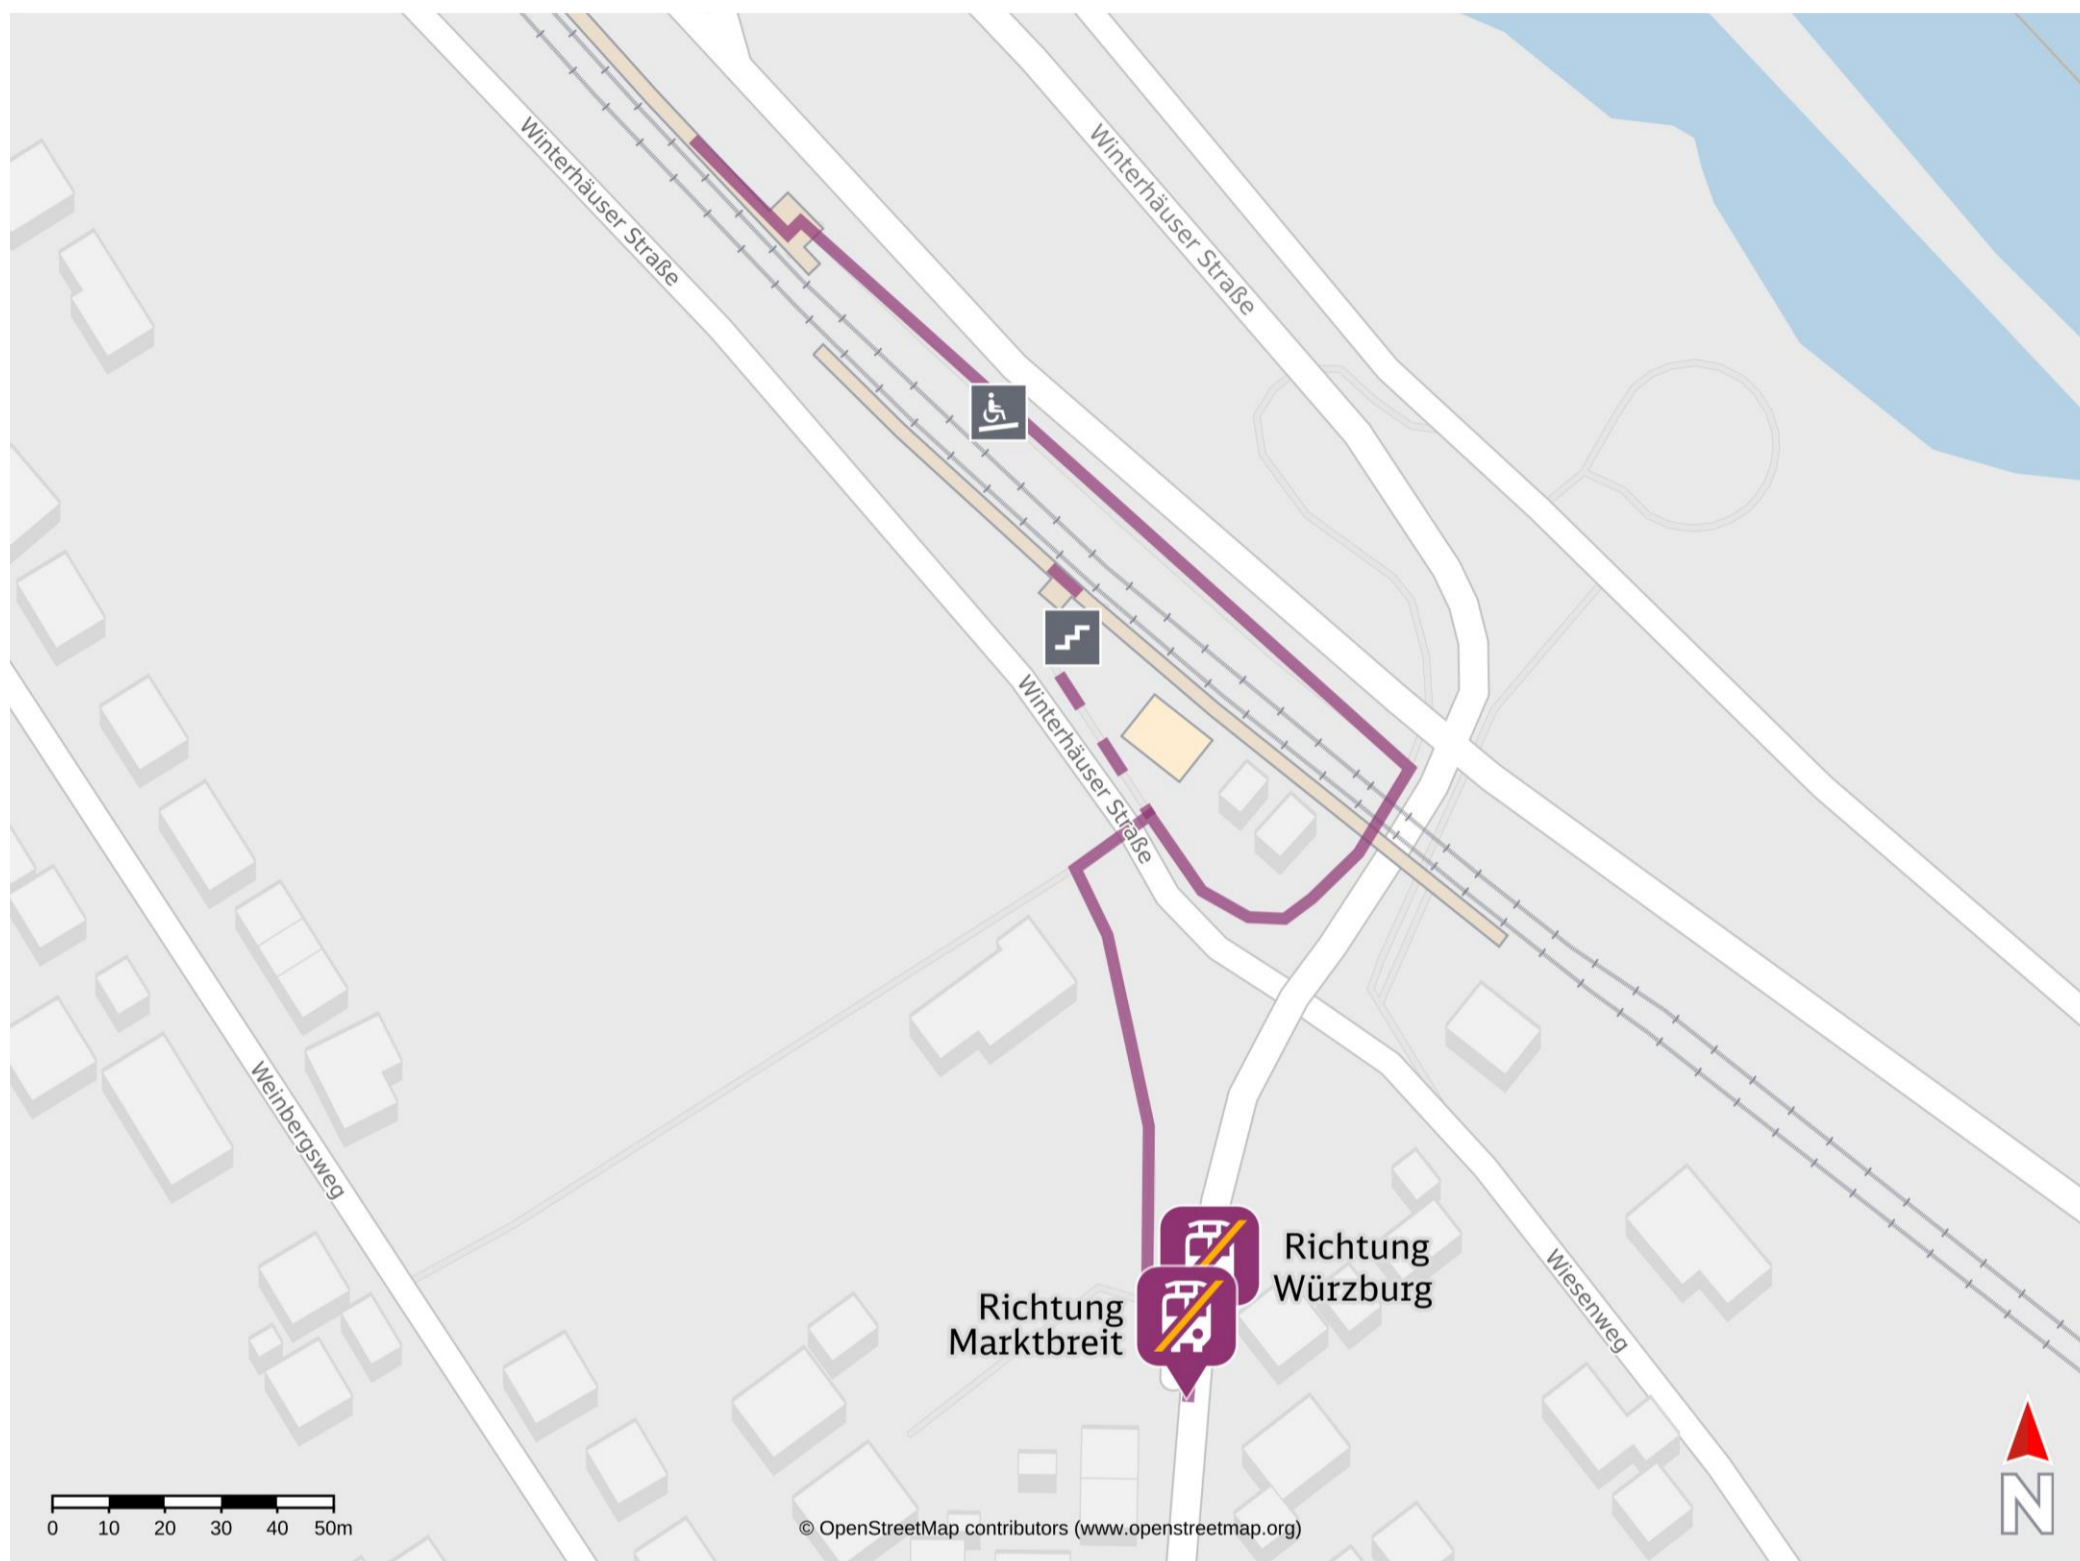 Winterhäuser Straße
Winterhäuser Straße
Winterhäuser Straße
Weinbergsweg
Richtung
Würzburg
Richtung
Marktbreit
Wiesenweg
0 10 20 30 40 50m
© OpenStreetMap contributors (www.openstreetmap.org)
N